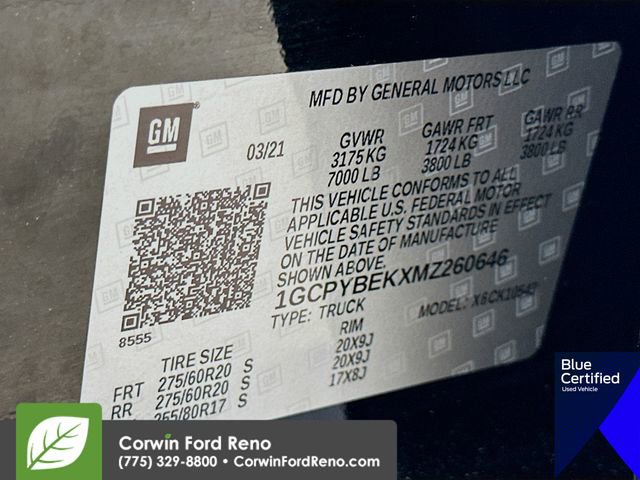 MFD BY GENERAL MOTORS LLC
GM
03/21
GVWR GAWR FRT GAWR RR
3175 KG 1724 KG 1724 KG
7000 LB 3800 LB 3800 LB
THIS VEHICLE CONFORMS TO ALL
APPLICABLE U.S. FEDERAL MOTOR
VEHICLE SAFETY STANDARDS IN EFFECT
ON THE DATE OF MANUFACTURE
SHOWN ABOVE.
1GCPYBEKXMZ260646
TYPE: TRUCK MODEL:
8555
TIRE SIZE RIM
FRT 275/60R20 S 20X9J
RR 275/60R20 S 20X9J
255/80R17 S 17X8J
Blue
Certified
Used Vehicle
Corwin Ford Reno
(775) 329-8800 • CorwinFordReno.com